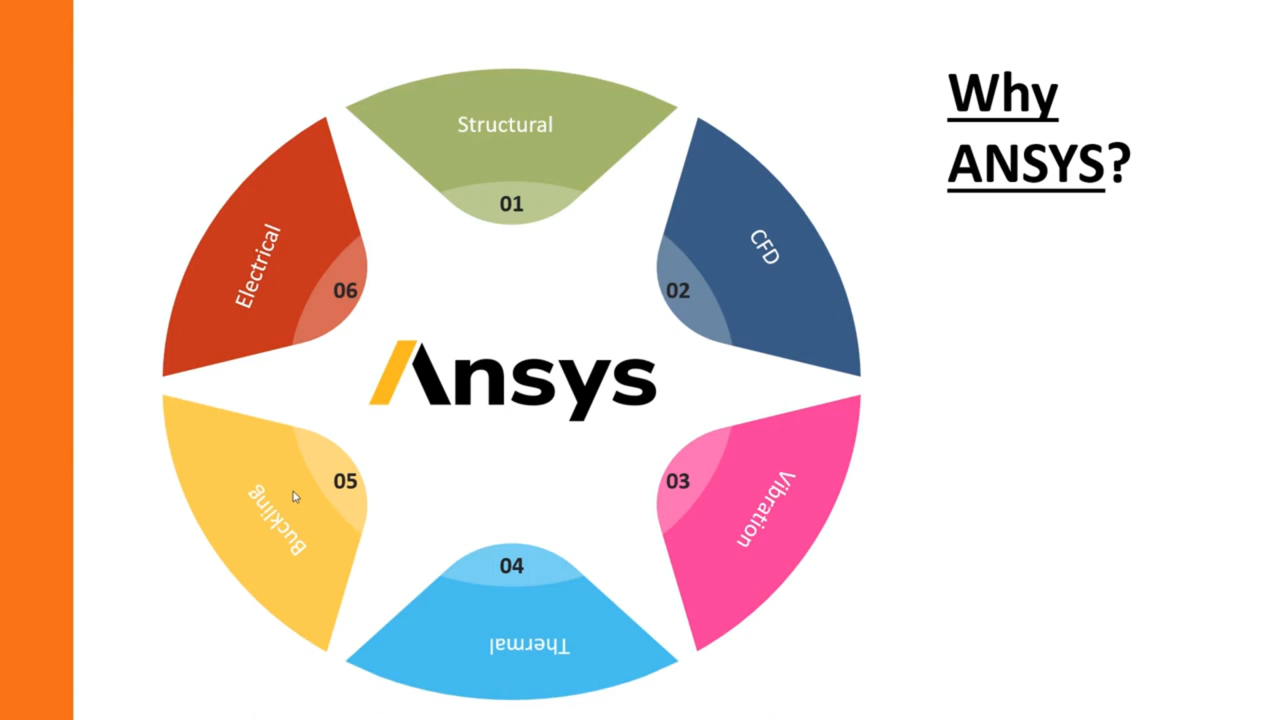 Why
ANSYS?
Structural
01
CFD
02
Vibration
03
Thermal
04
Buckling
05
Electrical
06
Ansys